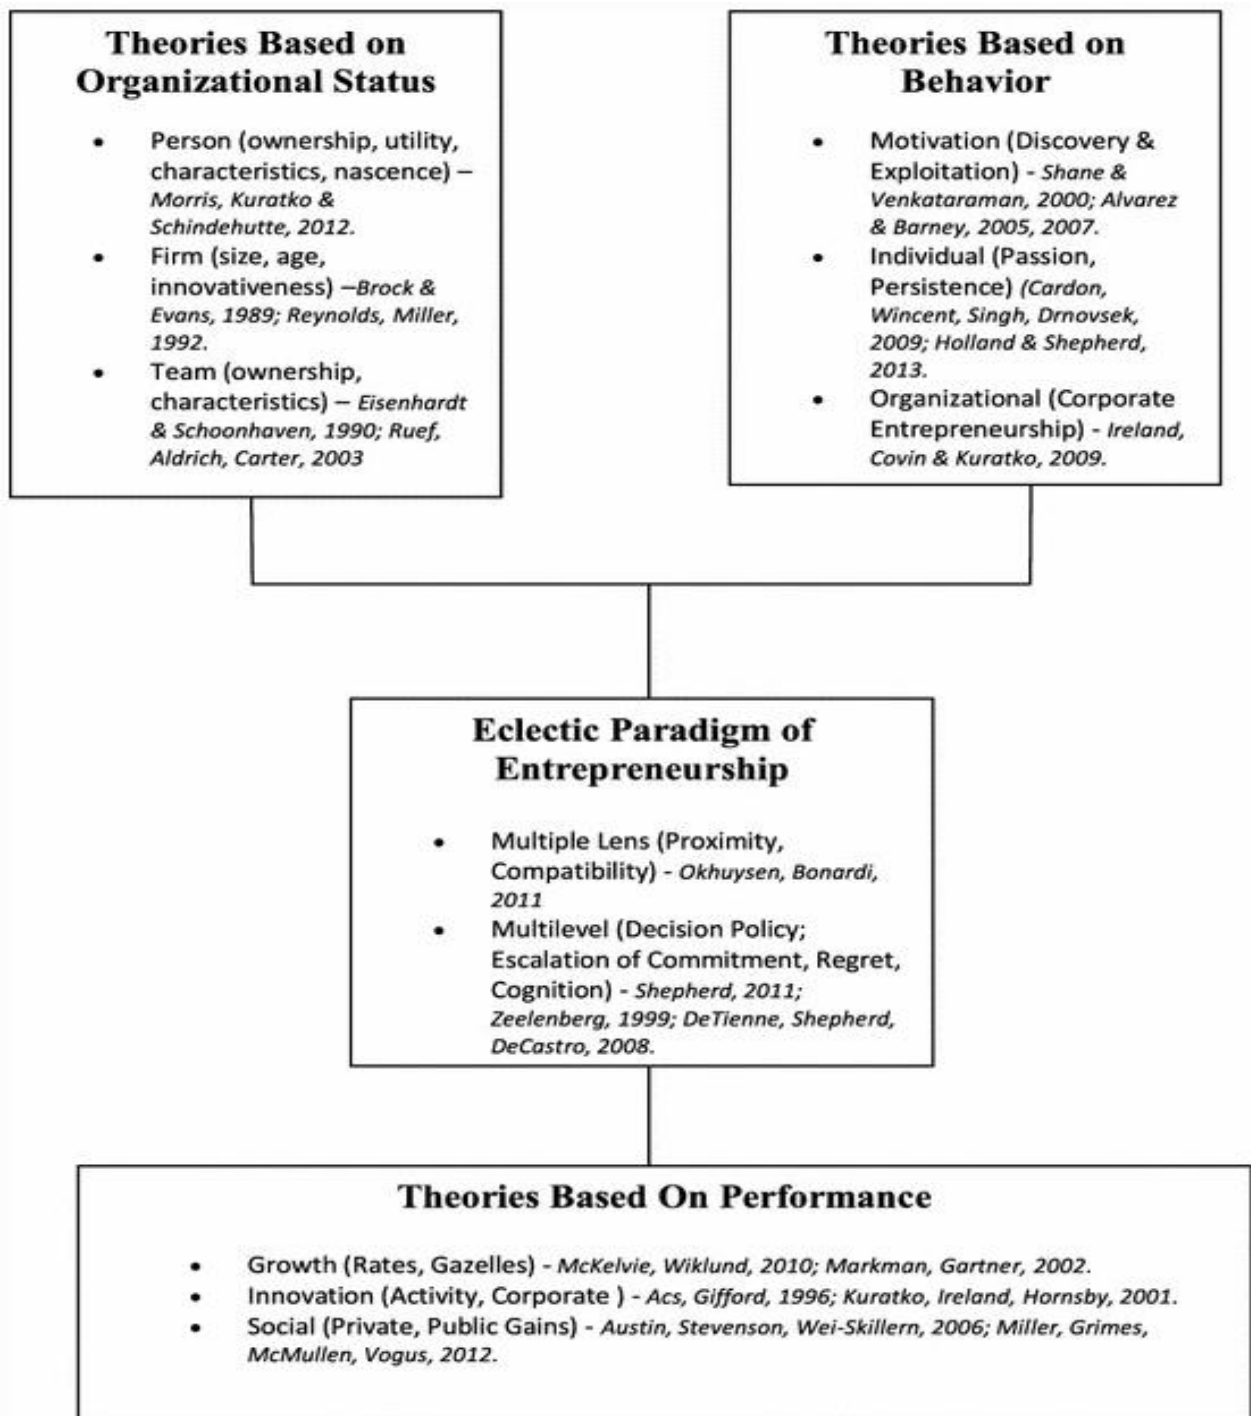 Theories Based on
Organizational Status
• Person (ownership, utility,
characteristics, nascence) –
Morris, Kuratko &
Schindehutte, 2012.
• Firm (size, age,
innovativeness) –Brock &
Evans, 1989; Reynolds, Miller,
1992.
• Team (ownership,
characteristics) – Eisenhardt
& Schoonhaven, 1990; Ruef,
Aldrich, Carter, 2003
Theories Based on
Behavior
• Motivation (Discovery &
Exploitation) - Shane &
Venkataraman, 2000; Alvarez
& Barney, 2005, 2007.
• Individual (Passion,
Persistence) (Cardon,
Wincent, Singh, Drnovsek,
2009; Holland & Shepherd,
2013.
• Organizational (Corporate
Entrepreneurship) - Ireland,
Covin & Kuratko, 2009.
Eclectic Paradigm of
Entrepreneurship
• Multiple Lens (Proximity,
Compatibility) - Okhuysen, Bonardi,
2011
• Multilevel (Decision Policy;
Escalation of Commitment, Regret,
Cognition) - Shepherd, 2011;
Zeelenberg, 1999; DeTienne, Shepherd,
DeCastro, 2008.
Theories Based On Performance
• Growth (Rates, Gazelles) - McKelvie, Wiklund, 2010; Markman, Gartner, 2002.
• Innovation (Activity, Corporate ) - Acs, Gifford, 1996; Kuratko, Ireland, Hornsby, 2001.
• Social (Private, Public Gains) - Austin, Stevenson, Wei-Skillern, 2006; Miller, Grimes,
McMullen, Vogus, 2012.